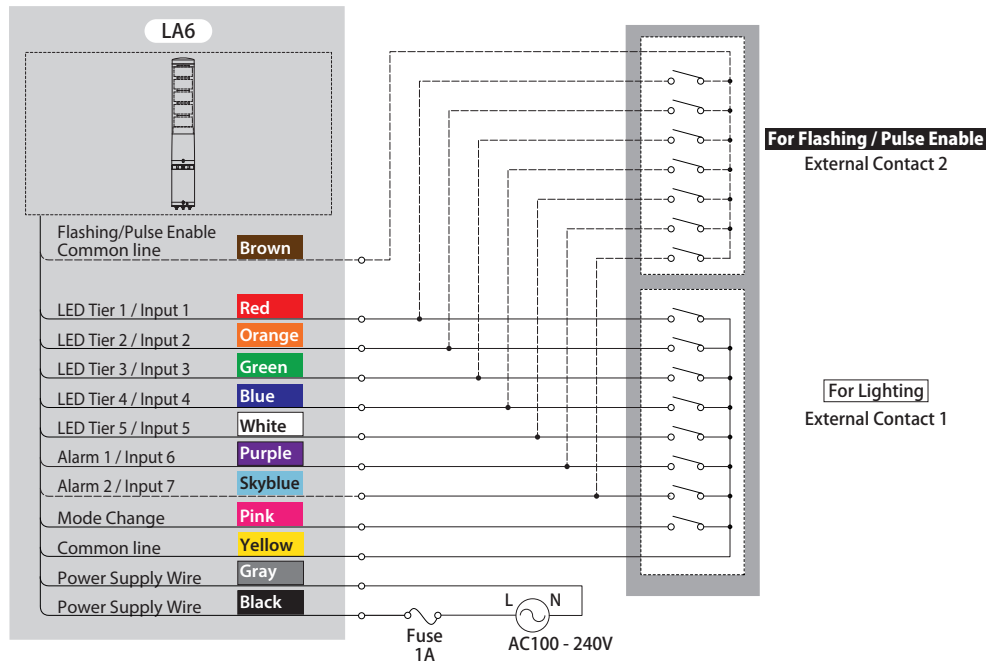 LA6
Flashing/Pulse Enable
Common line Brown
LED Tier 1 / Input 1 Red
LED Tier 2 / Input 2 Orange
LED Tier 3 / Input 3 Green
LED Tier 4 / Input 4 Blue
LED Tier 5 / Input 5 White
Alarm 1 / Input 6 Purple
Alarm 2 / Input 7 Skyblue
Mode Change Pink
Common line Yellow
Power Supply Wire Gray
Power Supply Wire Black
Fuse
1A
L N
AC100 - 240V
For Flashing / Pulse Enable
External Contact 2
For Lighting
External Contact 1